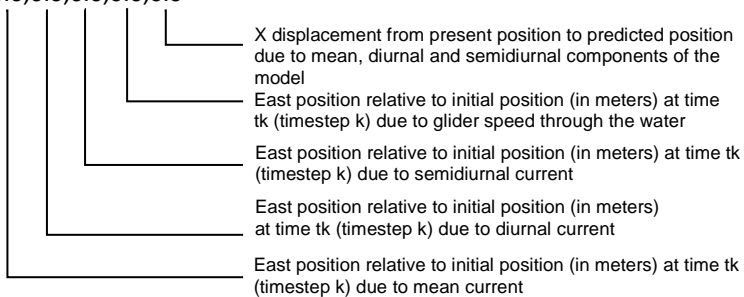 X displacement from present position to predicted position
due to mean, diurnal and semidiurnal components of the
model
East position relative to initial position (in meters) at time
tk (timestep k) due to glider speed through the water
East position relative to initial position (in meters) at time tk
(timestep k) due to semidiurnal current
East position relative to initial position (in meters)
at time tk (timestep k) due to diurnal current
East position relative to initial position (in meters) at time tk
(timestep k) due to mean current